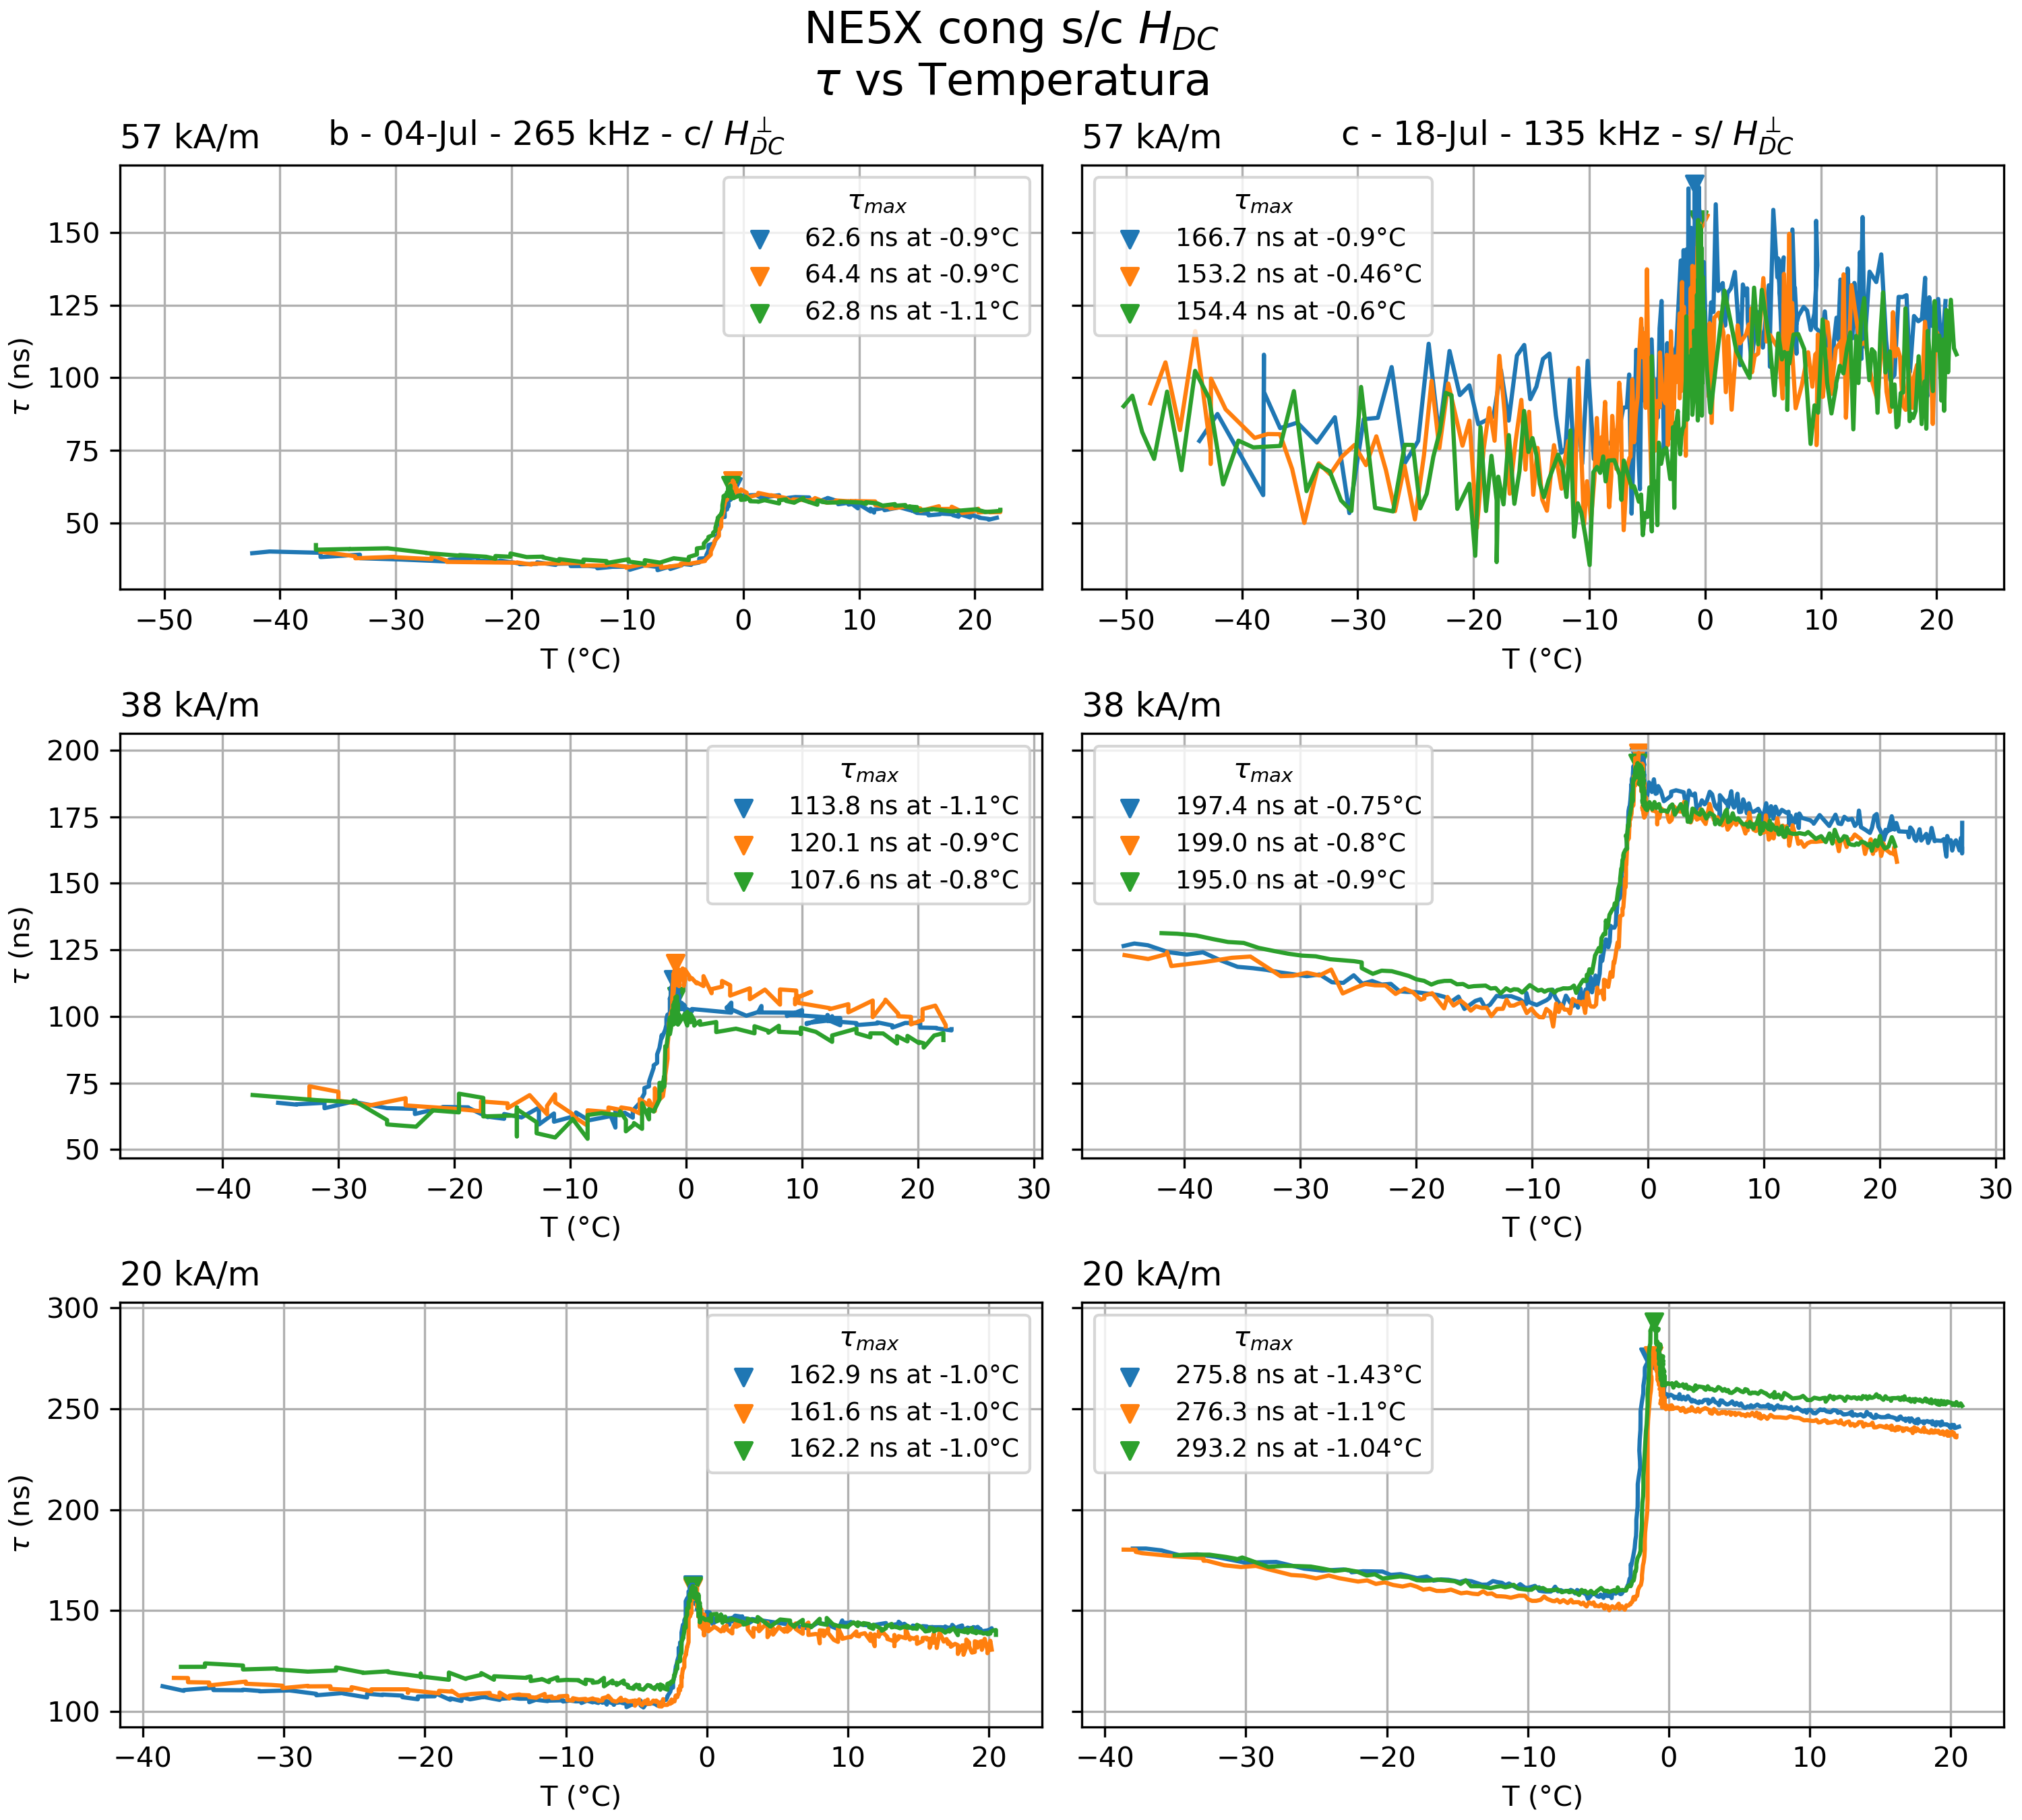 NE5X cong s/c H_DC
τ vs Temperatura
57 kA/m
b - 04-Jul - 265 kHz - c/ H_DC^⊥
τ_max
62.6 ns at -0.9°C
64.4 ns at -0.9°C
62.8 ns at -1.1°C
τ (ns)
150
125
100
75
50
−50 −40 −30 −20 −10 0 10 20
T (°C)
57 kA/m
c - 18-Jul - 135 kHz - s/ H_DC^⊥
τ_max
166.7 ns at -0.9°C
153.2 ns at -0.46°C
154.4 ns at -0.6°C
−50 −40 −30 −20 −10 0 10 20
T (°C)
38 kA/m
τ_max
113.8 ns at -1.1°C
120.1 ns at -0.9°C
107.6 ns at -0.8°C
τ (ns)
200
175
150
125
100
75
50
−40 −30 −20 −10 0 10 20 30
T (°C)
38 kA/m
τ_max
197.4 ns at -0.75°C
199.0 ns at -0.8°C
195.0 ns at -0.9°C
−40 −30 −20 −10 0 10 20 30
T (°C)
20 kA/m
τ_max
162.9 ns at -1.0°C
161.6 ns at -1.0°C
162.2 ns at -1.0°C
τ (ns)
300
250
200
150
100
−40 −30 −20 −10 0 10 20
T (°C)
20 kA/m
τ_max
275.8 ns at -1.43°C
276.3 ns at -1.1°C
293.2 ns at -1.04°C
−40 −30 −20 −10 0 10 20
T (°C)